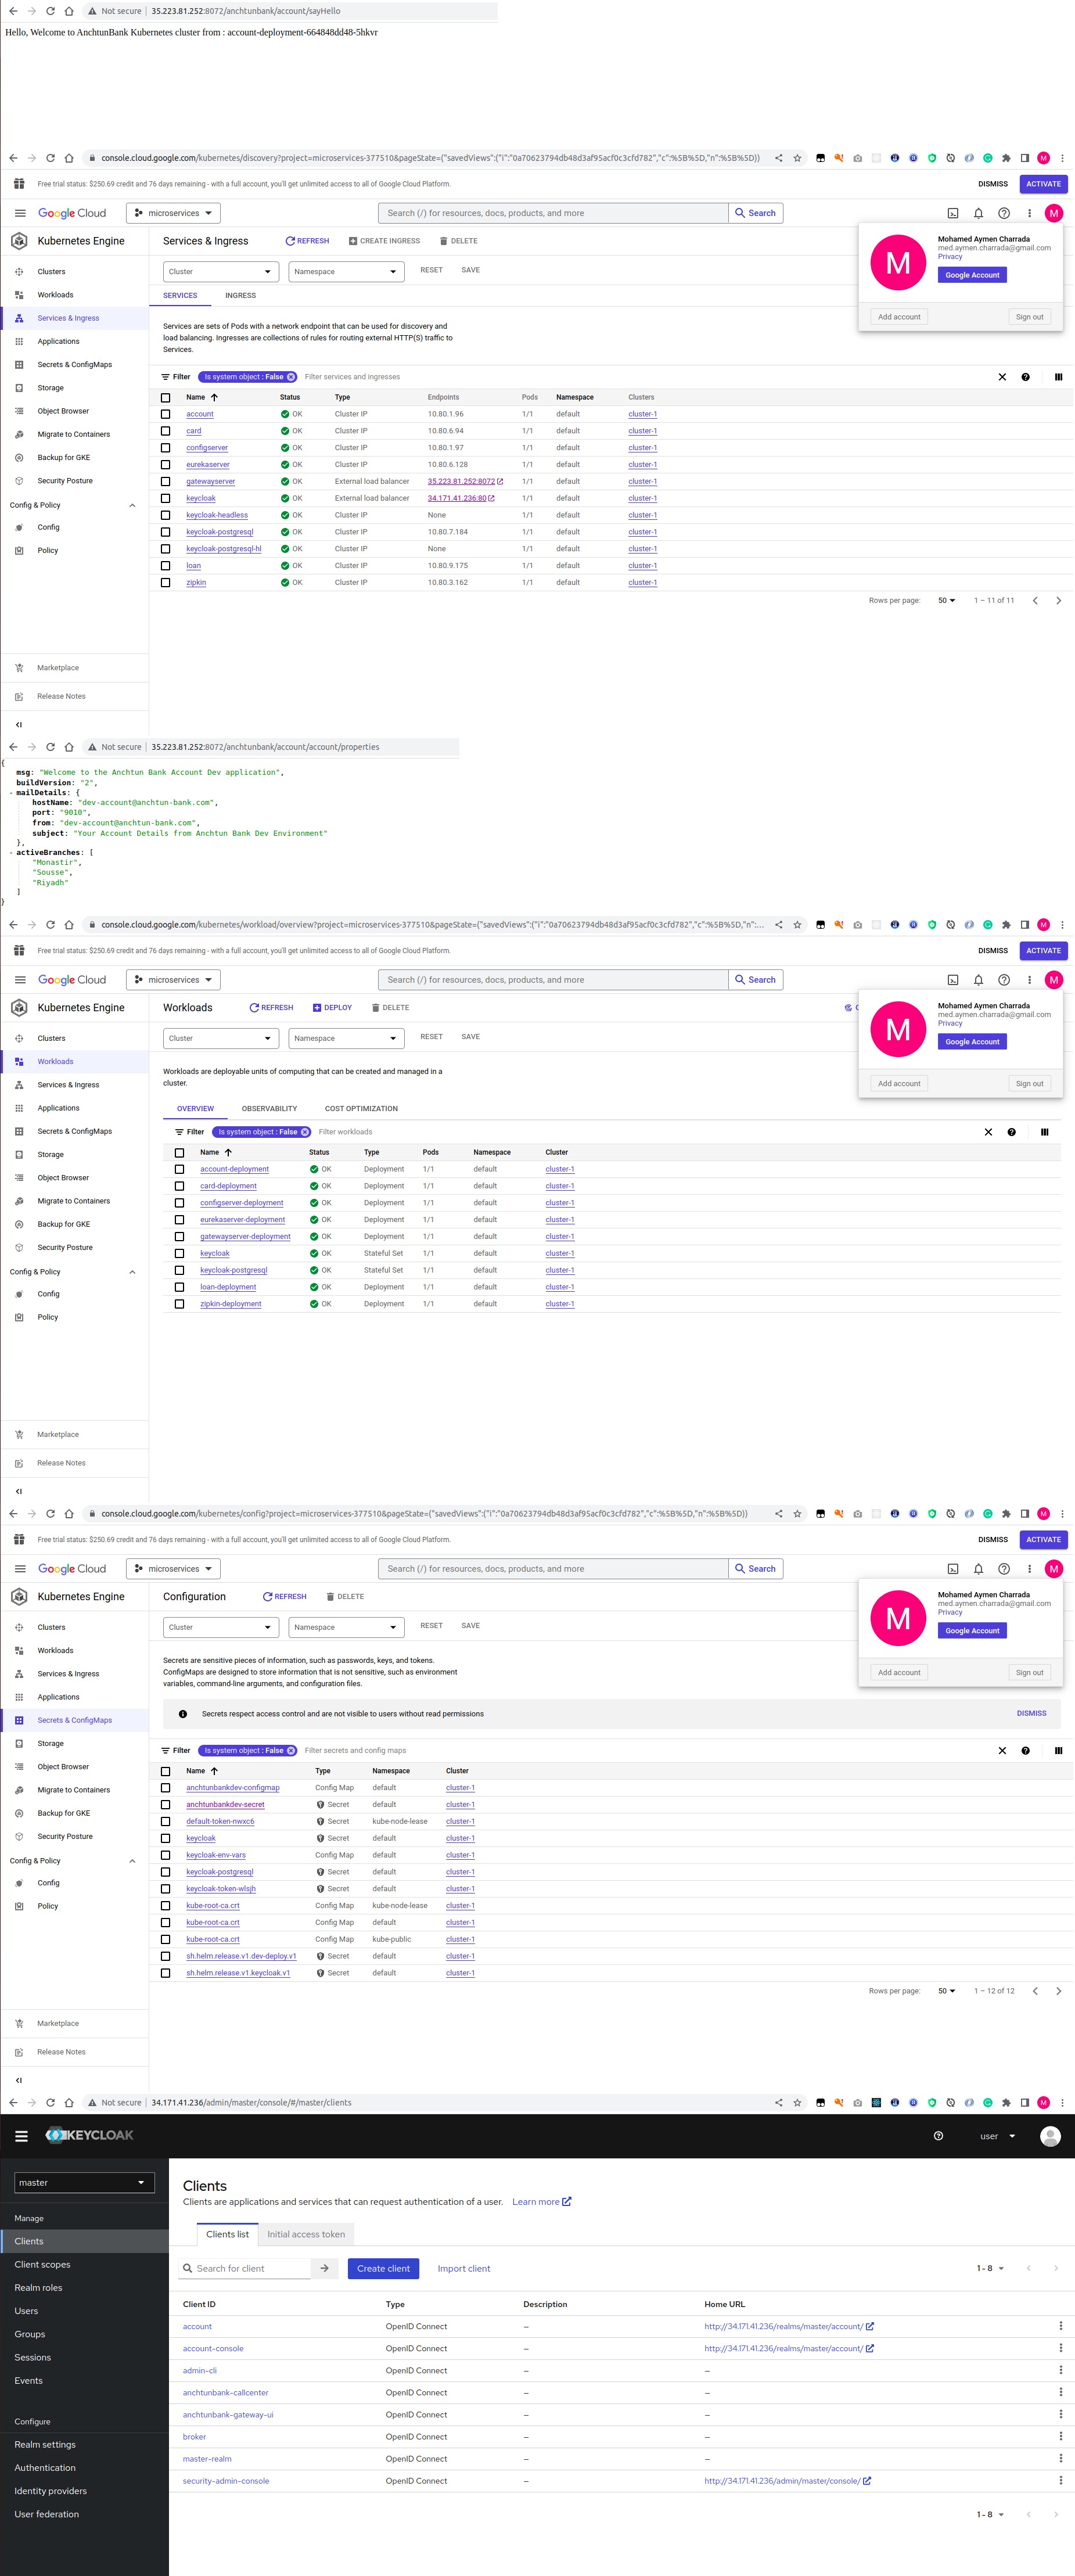 Not secure | 35.223.81.252:8072/anchtunbank/account/sayHello
Hello, Welcome to AnchtunBank Kubernetes cluster from : account-deployment-664848dd48-5hkvr
console.cloud.google.com/kubernetes/discovery?project=microservices-377510&pageState=("savedViews":("i":"0a70623794db48d3af95acf0c3cfd782","c":%5B%5D,"n":%5B%5D))
Free trial status: $250.69 credit and 76 days remaining - with a full account, you'll get unlimited access to all of Google Cloud Platform. DISMISS ACTIVATE
Google Cloud microservices Search (/) for resources, docs, products, and more Search M
Kubernetes Engine
Clusters
Workloads
Services & Ingress
Applications
Secrets & ConfigMaps
Storage
Object Browser
Migrate to Containers
Backup for GKE
Security Posture
Config & Policy
Config
Policy
Marketplace
Release Notes
Services & Ingress REFRESH CREATE INGRESS DELETE
Cluster Namespace RESET SAVE
SERVICES INGRESS
M
Mohamed Aymen Charrada
med.aymen.charrada@gmail.com
Privacy
Google Account
Add account Sign out
Services are sets of Pods with a network endpoint that can be used for discovery and
load balancing. Ingresses are collections of rules for routing external HTTP(S) traffic to
Services.
Filter Is system object : False Filter services and ingresses
Name Status Type Endpoints Pods Namespace Clusters
account OK Cluster IP 10.80.1.96 1/1 default cluster-1
card OK Cluster IP 10.80.6.94 1/1 default cluster-1
configserver OK Cluster IP 10.80.1.97 1/1 default cluster-1
eurekaserver OK Cluster IP 10.80.6.128 1/1 default cluster-1
gatewayserver OK External load balancer 35.223.81.252:8072 1/1 default cluster-1
keycloak OK External load balancer 34.171.41.236:80 1/1 default cluster-1
keycloak-headless OK Cluster IP None 1/1 default cluster-1
keycloak-postgresql OK Cluster IP 10.80.7.184 1/1 default cluster-1
keycloak-postgresql-hl OK Cluster IP None 1/1 default cluster-1
loan OK Cluster IP 10.80.9.175 1/1 default cluster-1
zipkin OK Cluster IP 10.80.3.162 1/1 default cluster-1
Rows per page: 50 1 – 11 of 11
Not secure | 35.223.81.252:8072/anchtunbank/account/account/properties
{
msg: "Welcome to the Anchtun Bank Account Dev application",
buildVersion: "2",
- mailDetails: {
hostName: "dev-account@anchtun-bank.com",
port: "9010",
from: "dev-account@anchtun-bank.com",
subject: "Your Account Details from Anchtun Bank Dev Environment"
},
- activeBranches: [
"Monastir",
"Sousse",
"Riyadh"
]
}
console.cloud.google.com/kubernetes/workload/overview?project=microservices-377510&pageState=("savedViews":("i":"0a70623794db48d3af95acf0c3cfd782","c":%5B%5D,"n":...
Free trial status: $250.69 credit and 76 days remaining - with a full account, you'll get unlimited access to all of Google Cloud Platform. DISMISS ACTIVATE
Google Cloud microservices Search (/) for resources, docs, products, and more Search M
Kubernetes Engine
Clusters
Workloads
Services & Ingress
Applications
Secrets & ConfigMaps
Storage
Object Browser
Migrate to Containers
Backup for GKE
Security Posture
Config & Policy
Config
Policy
Marketplace
Release Notes
Workloads REFRESH DEPLOY DELETE
Cluster Namespace RESET SAVE
M
Mohamed Aymen Charrada
med.aymen.charrada@gmail.com
Privacy
Google Account
Add account Sign out
Workloads are deployable units of computing that can be created and managed in a
cluster.
OVERVIEW OBSERVABILITY COST OPTIMIZATION
Filter Is system object : False Filter workloads
Name Status Type Pods Namespace Cluster
account-deployment OK Deployment 1/1 default cluster-1
card-deployment OK Deployment 1/1 default cluster-1
configserver-deployment OK Deployment 1/1 default cluster-1
eurekaserver-deployment OK Deployment 1/1 default cluster-1
gatewayserver-deployment OK Deployment 1/1 default cluster-1
keycloak OK Stateful Set 1/1 default cluster-1
keycloak-postgresql OK Stateful Set 1/1 default cluster-1
loan-deployment OK Deployment 1/1 default cluster-1
zipkin-deployment OK Deployment 1/1 default cluster-1
console.cloud.google.com/kubernetes/config?project=microservices-377510&pageState=("savedViews":("i":"0a70623794db48d3af95acf0c3cfd782","c":%5B%5D,"n":%5B%5D))
Free trial status: $250.69 credit and 76 days remaining - with a full account, you'll get unlimited access to all of Google Cloud Platform. DISMISS ACTIVATE
Google Cloud microservices Search (/) for resources, docs, products, and more Search M
Kubernetes Engine
Clusters
Workloads
Services & Ingress
Applications
Secrets & ConfigMaps
Storage
Object Browser
Migrate to Containers
Backup for GKE
Security Posture
Config & Policy
Config
Policy
Marketplace
Release Notes
Configuration REFRESH DELETE
Cluster Namespace RESET SAVE
M
Mohamed Aymen Charrada
med.aymen.charrada@gmail.com
Privacy
Google Account
Add account Sign out
Secrets are sensitive pieces of information, such as passwords, keys, and tokens.
ConfigMaps are designed to store information that is not sensitive, such as environment
variables, command-line arguments, and configuration files.
Secrets respect access control and are not visible to users without read permissions DISMISS
Filter Is system object : False Filter secrets and config maps
Name Type Namespace Cluster
anchtunbankdev-configmap Config Map default cluster-1
anchtunbankdev-secret Secret default cluster-1
default-token-nwxc6 Secret kube-node-lease cluster-1
keycloak Secret default cluster-1
keycloak-env-vars Config Map default cluster-1
keycloak-postgresql Secret default cluster-1
keycloak-token-wlsjh Secret default cluster-1
kube-root-ca.crt Config Map kube-node-lease cluster-1
kube-root-ca.crt Config Map default cluster-1
kube-root-ca.crt Config Map kube-public cluster-1
sh.helm.release.v1.dev-deploy.v1 Secret default cluster-1
sh.helm.release.v1.keycloak.v1 Secret default cluster-1
Rows per page: 50 1 – 12 of 12
Not secure | 34.171.41.236/admin/master/console/#/master/clients
KEYCLOAK user
master
Manage
Clients
Client scopes
Realm roles
Users
Groups
Sessions
Events
Configure
Realm settings
Authentication
Identity providers
User federation
Clients
Clients are applications and services that can request authentication of a user. Learn more
Clients list Initial access token
Search for client Create client Import client 1 - 8
Client ID Type Description Home URL
account OpenID Connect – http://34.171.41.236/realms/master/account/
account-console OpenID Connect – http://34.171.41.236/realms/master/account/
admin-cli OpenID Connect – –
anchtunbank-callcenter OpenID Connect – –
anchtunbank-gateway-ui OpenID Connect – –
broker OpenID Connect – –
master-realm OpenID Connect – –
security-admin-console OpenID Connect – http://34.171.41.236/admin/master/console/
1 - 8